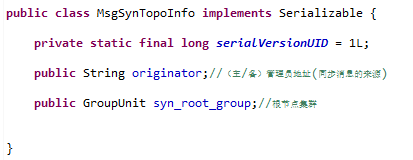 public class MsgSynTopoInfo implements Serializable {
private static final long serialVersionUID = 1L;
public String originator;//（主/备）管理员地址(同步消息的来源)
public GroupUnit syn_root_group;//根节点集群
}